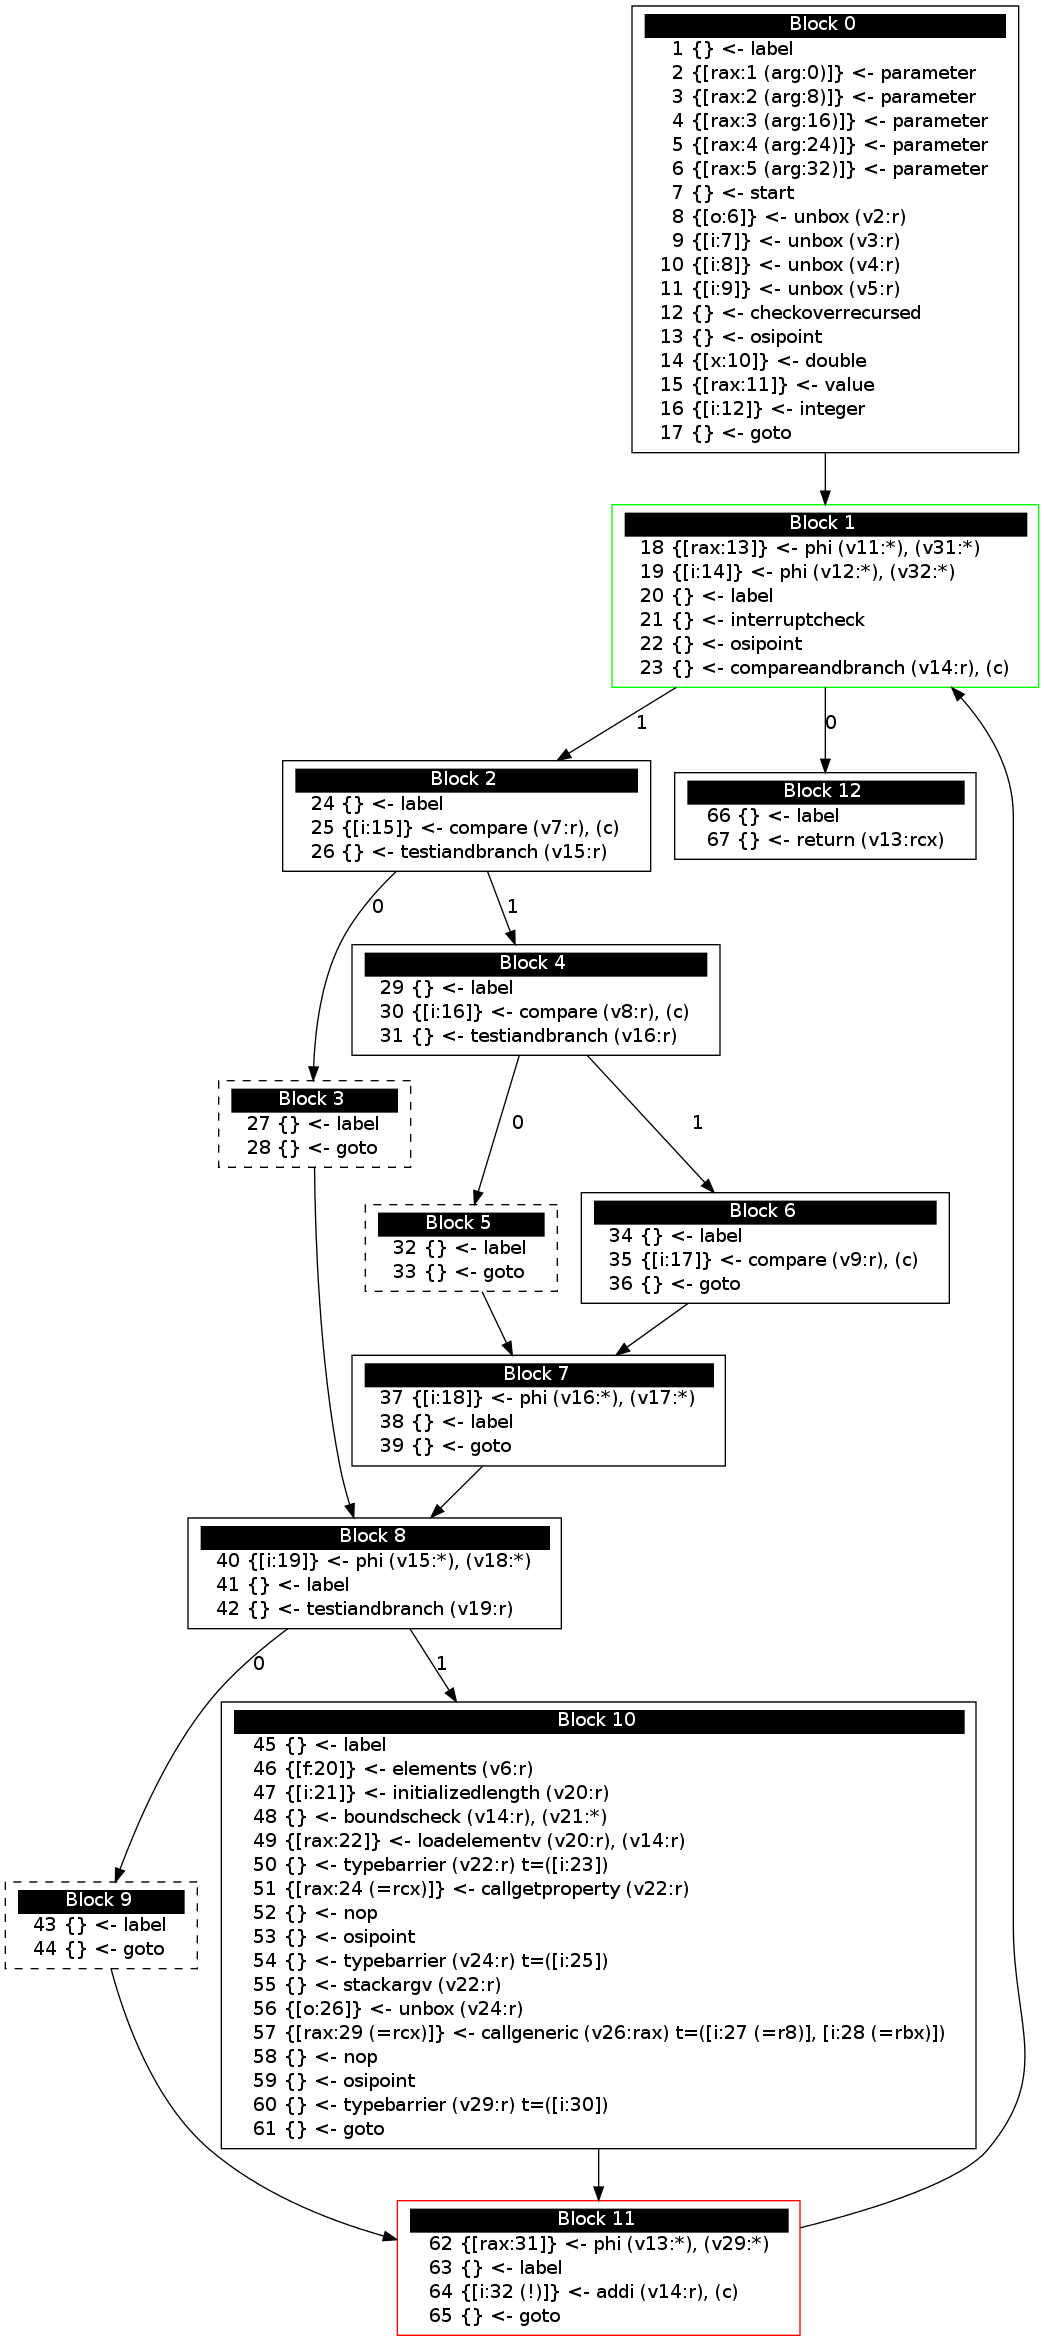 Block 0
1 {} <- label
2 {[rax:1 (arg:0)]} <- parameter
3 {[rax:2 (arg:8)]} <- parameter
4 {[rax:3 (arg:16)]} <- parameter
5 {[rax:4 (arg:24)]} <- parameter
6 {[rax:5 (arg:32)]} <- parameter
7 {} <- start
8 {[o:6]} <- unbox (v2:r)
9 {[i:7]} <- unbox (v3:r)
10 {[i:8]} <- unbox (v4:r)
11 {[i:9]} <- unbox (v5:r)
12 {} <- checkoverrecursed
13 {} <- osipoint
14 {[x:10]} <- double
15 {[rax:11]} <- value
16 {[i:12]} <- integer
17 {} <- goto
Block 1
18 {[rax:13]} <- phi (v11:*), (v31:*)
19 {[i:14]} <- phi (v12:*), (v32:*)
20 {} <- label
21 {} <- interruptcheck
22 {} <- osipoint
23 {} <- compareandbranch (v14:r), (c)
1
0
Block 2
24 {} <- label
25 {[i:15]} <- compare (v7:r), (c)
26 {} <- testiandbranch (v15:r)
Block 12
66 {} <- label
67 {} <- return (v13:rcx)
0
1
Block 4
29 {} <- label
30 {[i:16]} <- compare (v8:r), (c)
31 {} <- testiandbranch (v16:r)
Block 3
27 {} <- label
28 {} <- goto
0
1
Block 5
32 {} <- label
33 {} <- goto
Block 6
34 {} <- label
35 {[i:17]} <- compare (v9:r), (c)
36 {} <- goto
Block 7
37 {[i:18]} <- phi (v16:*), (v17:*)
38 {} <- label
39 {} <- goto
Block 8
40 {[i:19]} <- phi (v15:*), (v18:*)
41 {} <- label
42 {} <- testiandbranch (v19:r)
0
1
Block 10
45 {} <- label
46 {[f:20]} <- elements (v6:r)
47 {[i:21]} <- initializedlength (v20:r)
48 {} <- boundscheck (v14:r), (v21:*)
49 {[rax:22]} <- loadelementv (v20:r), (v14:r)
50 {} <- typebarrier (v22:r) t=([i:23])
51 {[rax:24 (=rcx)]} <- callgetproperty (v22:r)
52 {} <- nop
53 {} <- osipoint
54 {} <- typebarrier (v24:r) t=([i:25])
55 {} <- stackargv (v22:r)
56 {[o:26]} <- unbox (v24:r)
57 {[rax:29 (=rcx)]} <- callgeneric (v26:rax) t=([i:27 (=r8)], [i:28 (=rbx)])
58 {} <- nop
59 {} <- osipoint
60 {} <- typebarrier (v29:r) t=([i:30])
61 {} <- goto
Block 9
43 {} <- label
44 {} <- goto
Block 11
62 {[rax:31]} <- phi (v13:*), (v29:*)
63 {} <- label
64 {[i:32 (!)]} <- addi (v14:r), (c)
65 {} <- goto